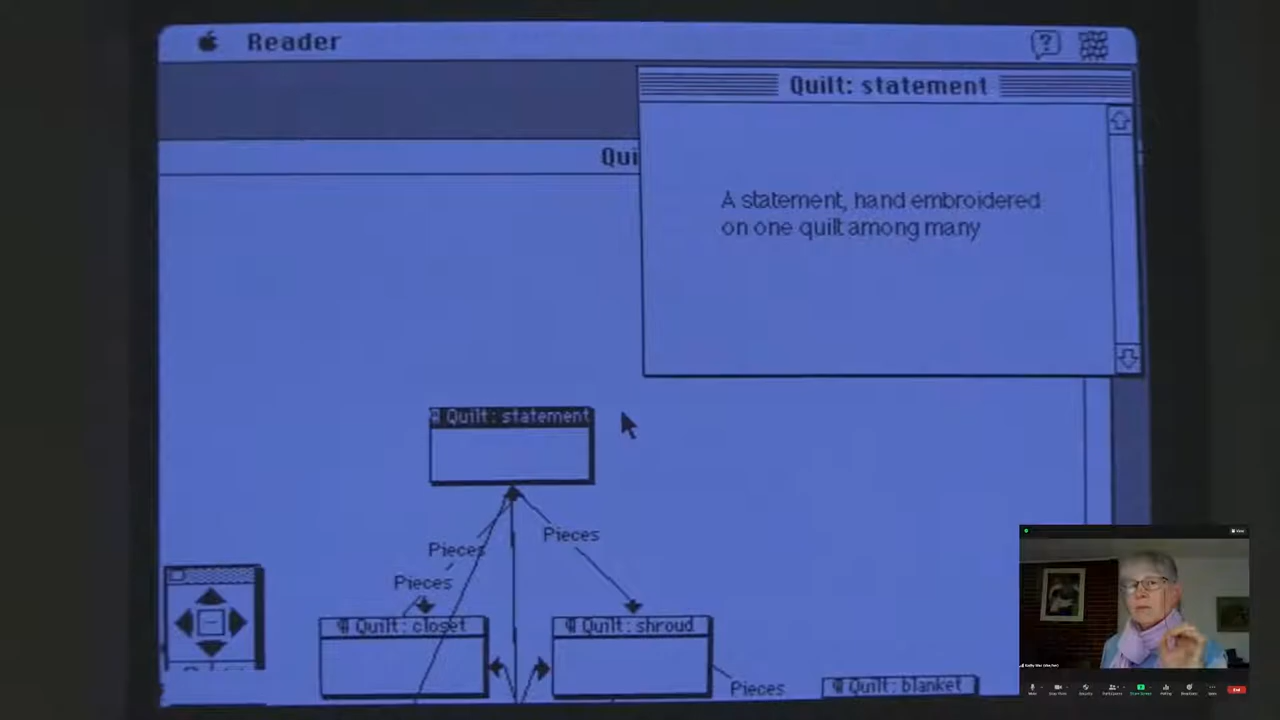 Reader
Quilt: statement
Qui
A statement, hand embroidered
on one quilt among many
Quilt: statement
Pieces
Pieces
Pieces
Quilt: closet
Quilt: shroud
Pieces
Quilt: blanket